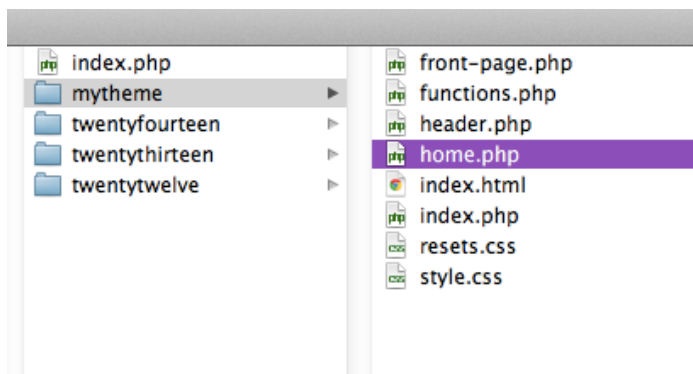 index.php
mytheme
twentyfourteen
twentythirteen
twentytwelve
front-page.php
functions.php
header.php
home.php
index.html
index.php
resets.css
style.css